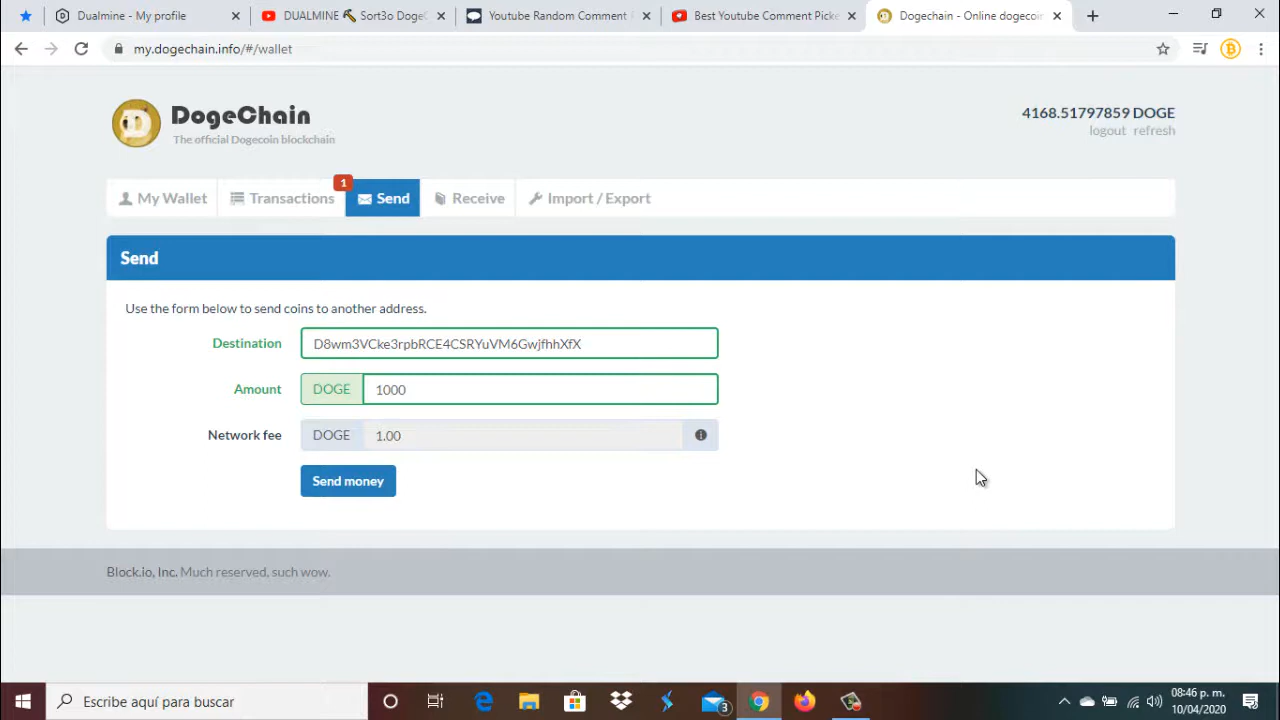 Dualmine - My profile
DUALMINE 🔨 Sort3o DogeC
Youtube Random Comment P
Best Youtube Comment Picke
Dogechain - Online dogecoin
my.dogechain.info/#/wallet
DogeChain
The official Dogecoin blockchain
4168.51797859 DOGE
logout refresh
My Wallet
Transactions
1
Send
Receive
Import / Export
Send
Use the form below to send coins to another address.
Destination
D8wm3VCke3rpbRCE4CSRYuVM6GwjfhhXfX
Amount
DOGE
1000
Network fee
DOGE
1.00
Send money
Block.io, Inc. Much reserved, such wow.
Escribe aquí para buscar
3
08:46 p. m.
10/04/2020